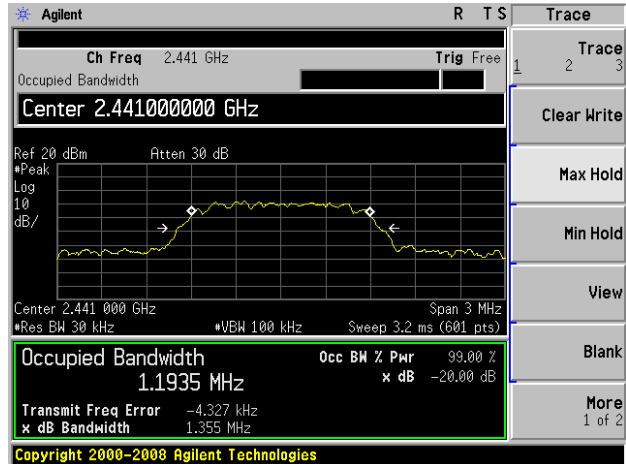 Agilent R T S Trace
Ch Freq 2.441 GHz Trig Free
Occupied Bandwidth
Center 2.441000000 GHz
Ref 20 dBm Atten 30 dB
#Peak
Log
10
dB/
Center 2.441 000 GHz Span 3 MHz
#Res BW 30 kHz #VBW 100 kHz Sweep 3.2 ms (601 pts)
Occupied Bandwidth Occ BW % Pwr 99.00 %
1.1935 MHz x dB -20.00 dB
Transmit Freq Error -4.327 kHz
x dB Bandwidth 1.355 MHz
Copyright 2000-2008 Agilent Technologies
Trace
1 2 3
Clear Write
Max Hold
Min Hold
View
Blank
More
1 of 2